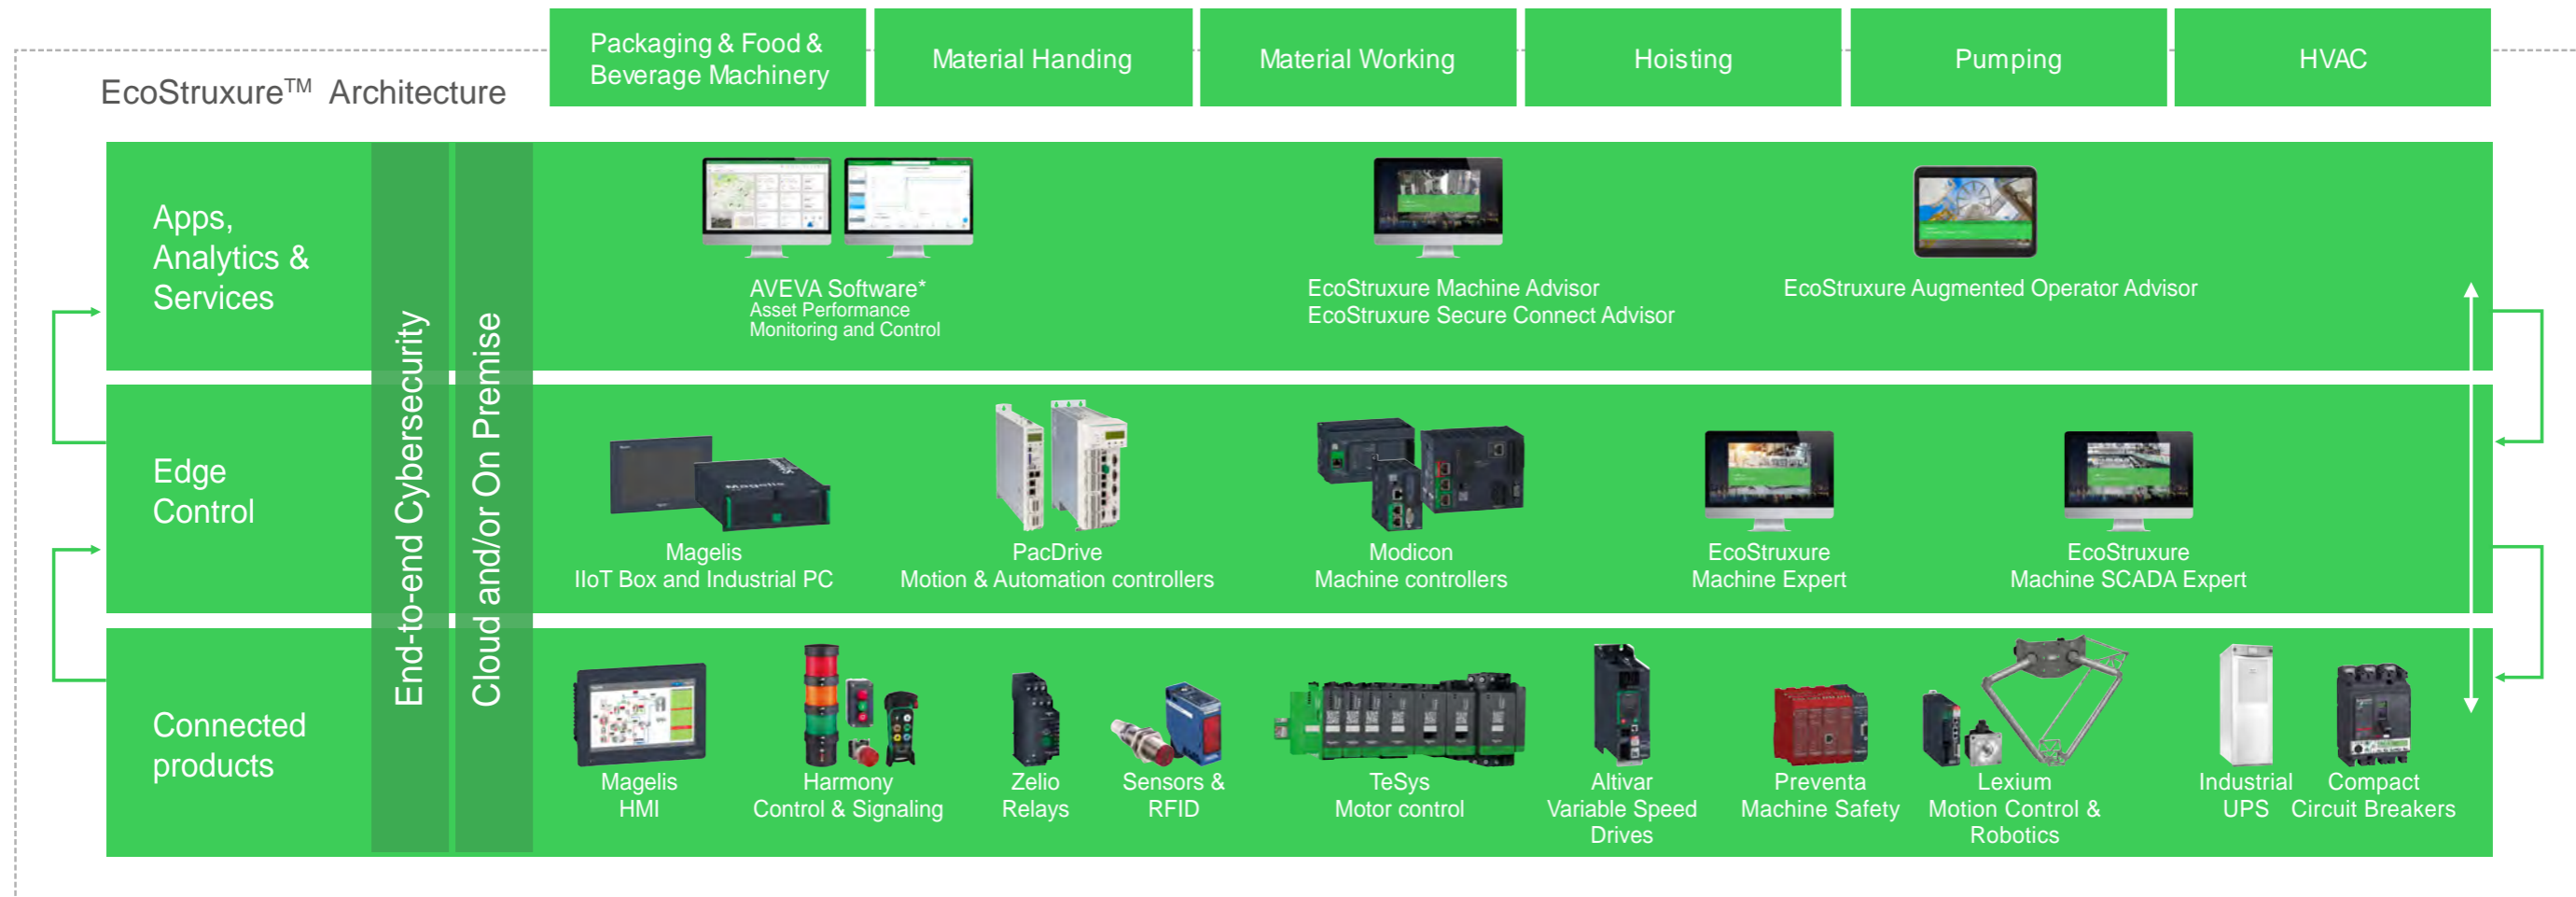 Packaging & Food &
Beverage Machinery
Material Handing
Material Working
Hoisting
Pumping
HVAC
EcoStruxure™ Architecture
Apps,
Analytics &
Services
End-to-end Cybersecurity
Cloud and/or On Premise
AVEVA Software*
Asset Performance
Monitoring and Control
EcoStruxure Machine Advisor
EcoStruxure Secure Connect Advisor
EcoStruxure Augmented Operator Advisor
Edge
Control
Magelis
Magelis
IIoT Box and Industrial PC
PacDrive
Motion & Automation controllers
Modicon
Machine controllers
EcoStruxure
Machine Expert
EcoStruxure
Machine SCADA Expert
Connected
products
Magelis
HMI
Harmony
Control & Signaling
Zelio
Relays
Sensors &
RFID
TeSys
Motor control
Altivar
Variable Speed
Drives
Preventa
Machine Safety
Lexium
Motion Control &
Robotics
Industrial
UPS
Compact
Circuit Breakers